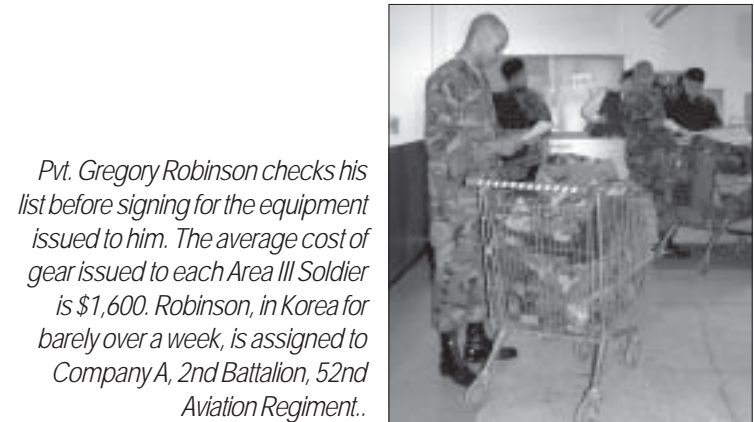 Pvt. Gregory Robinson checks his
list before signing for the equipment
issued to him. The average cost of
gear issued to each Area III Soldier
is $1,600. Robinson, in Korea for
barely over a week, is assigned to
Company A, 2nd Battalion, 52nd
Aviation Regiment..